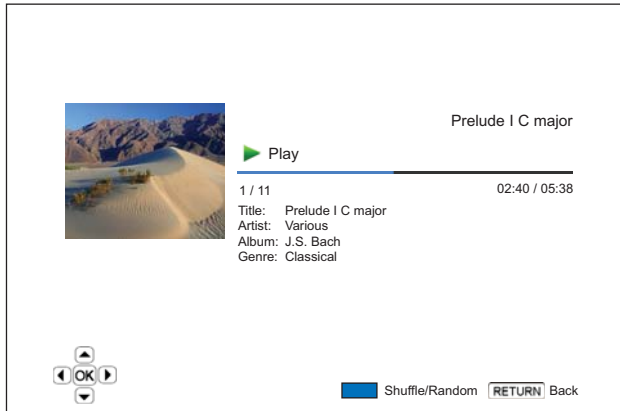 Prelude I C major
Play
1 / 11 02:40 / 05:38
Title: Prelude I C major
Artist: Various
Album: J.S. Bach
Genre: Classical
OK
Shuffle/Random RETURN Back